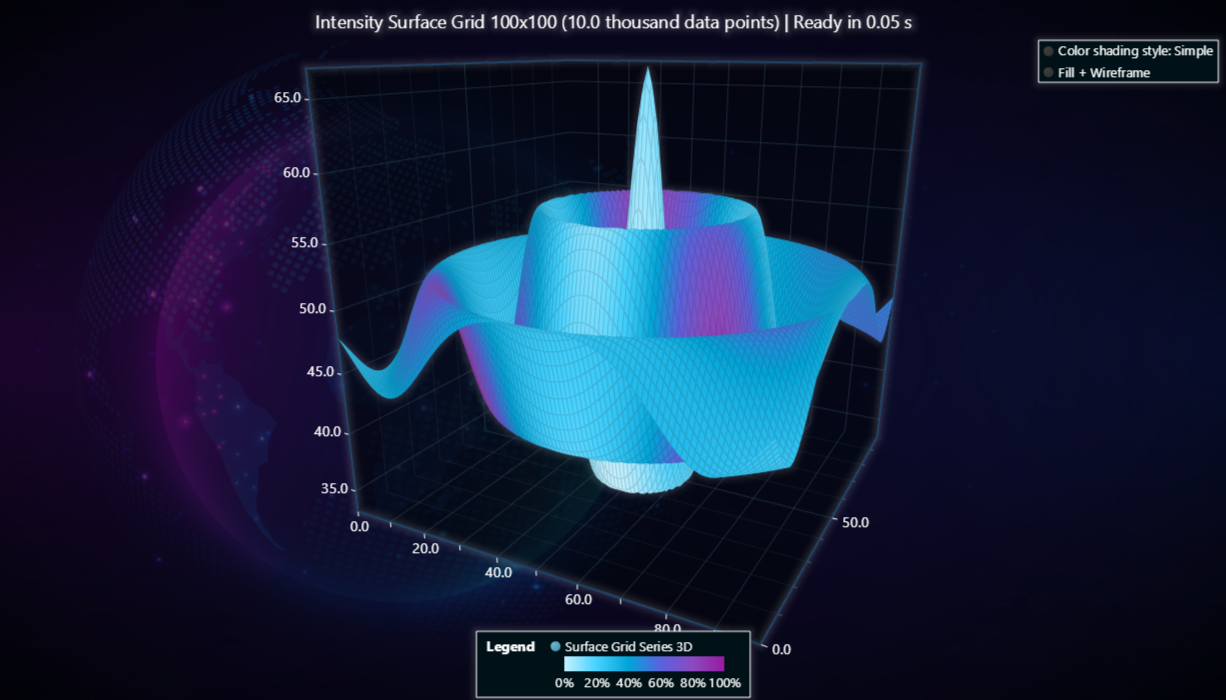 Intensity Surface Grid 100x100 (10.0 thousand data points) | Ready in 0.05 s
Color shading style: Simple
Fill + Wireframe
65.0
60.0
55.0
50.0
45.0
40.0
35.0
0.0
20.0
40.0
60.0
80.0
0.0
50.0
Legend
Surface Grid Series 3D
0% 20% 40% 60% 80% 100%